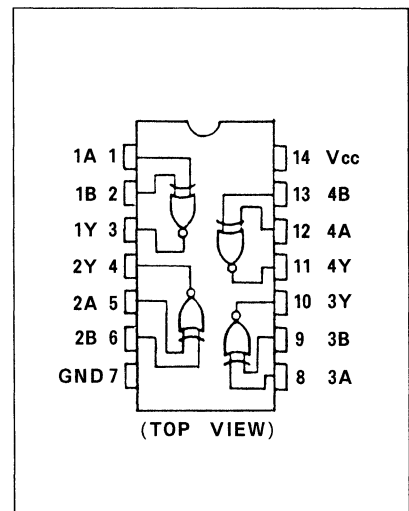 1A 1
1B 2
1Y 3
2Y 4
2A 5
2B 6
GND 7
14 Vcc
13 4B
12 4A
11 4Y
10 3Y
9 3B
8 3A
(TOP VIEW)